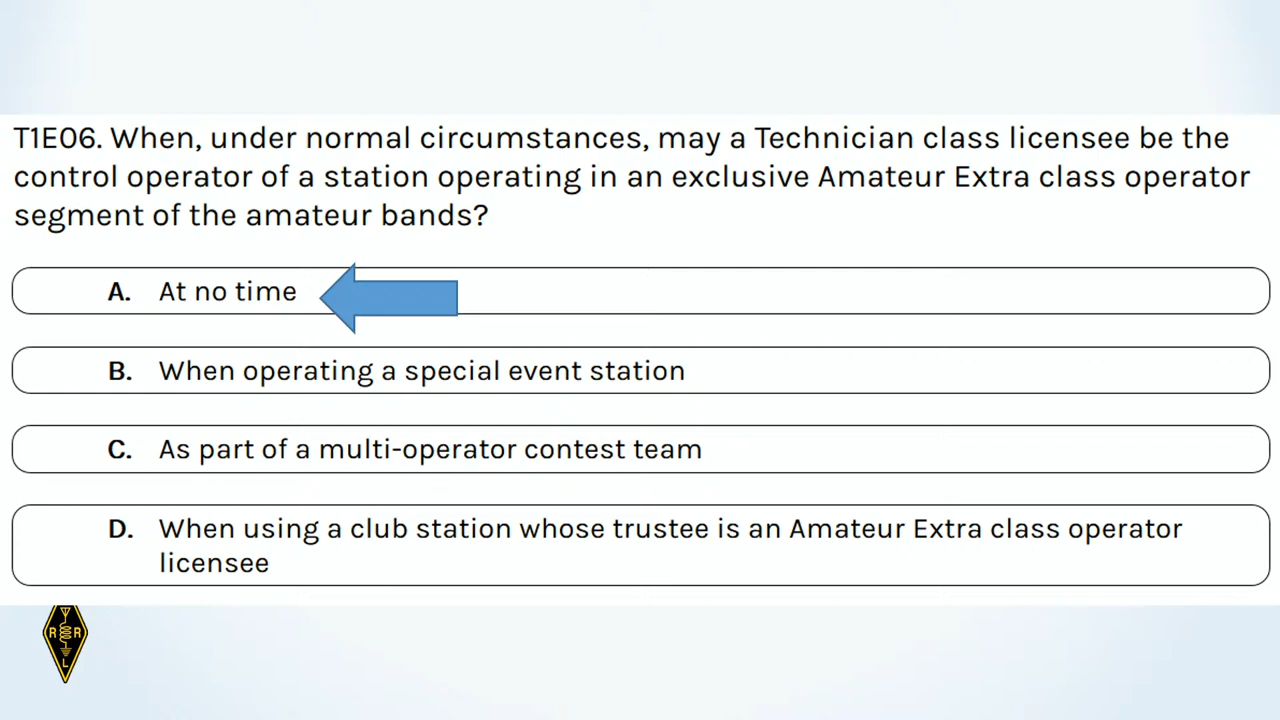 T1E06. When, under normal circumstances, may a Technician class licensee be the
control operator of a station operating in an exclusive Amateur Extra class operator
segment of the amateur bands?
A. At no time
B. When operating a special event station
C. As part of a multi-operator contest team
D. When using a club station whose trustee is an Amateur Extra class operator
licensee
R R
L